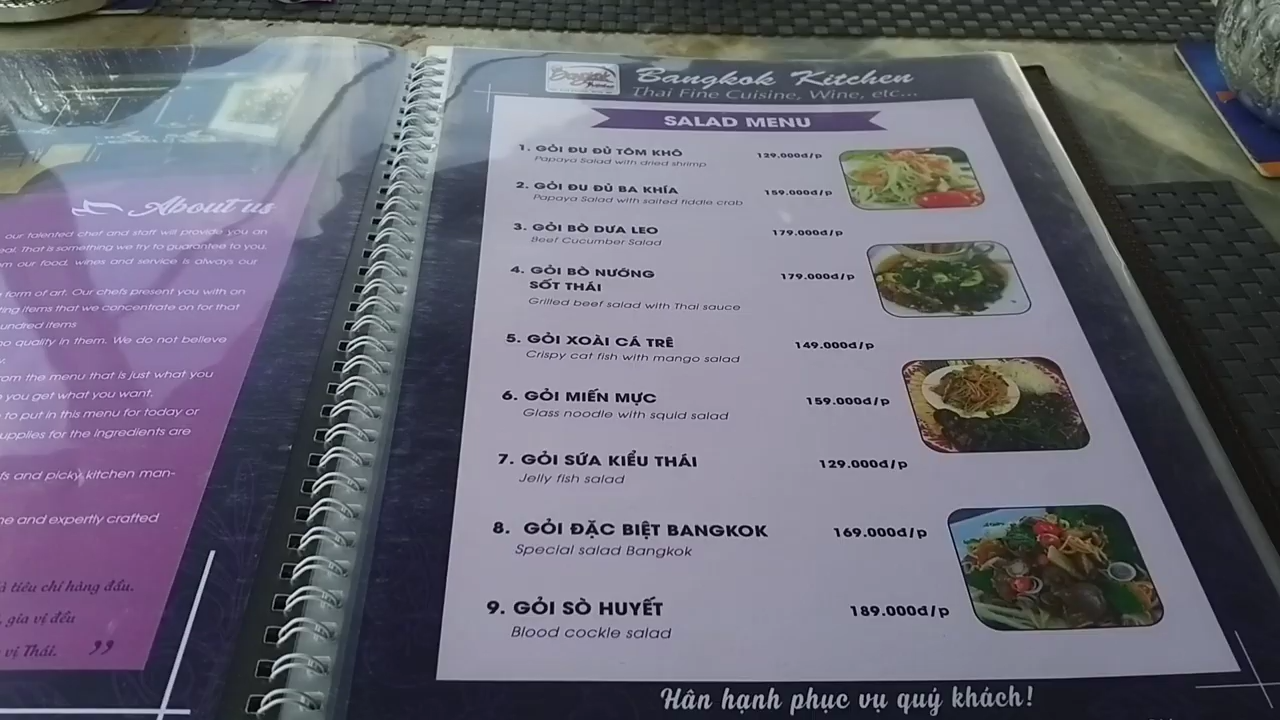 About us
our talented chef and staff will provide you an
eal. That is something we try to guarantee to you,
om our food, wines and service is always our
form of art. Our chefs present you with an
ting items that we concentrate on for that
undred items
no quality in them. We do not believe
rom the menu that is just what you
you get what you want.
to put in this menu for today or
upplies for the ingredients are
fs and picky kitchen man-
ne and expertly crafted
tiêu chí hàng đầu.
gia vị đều
vị Thái.
Bangkok Kitchen
Thai Fine Cuisine, Wine, etc...
SALAD MENU
1. GỎI ĐU ĐỦ TÔM KHÔ 129.000đ/p
Papaya Salad with dried shrimp
2. GỎI ĐU ĐỦ BA KHÍA 159.000đ/p
Papaya Salad with salted fiddle crab
3. GỎI BÒ DƯA LEO 179.000đ/p
Beef Cucumber Salad
4. GỎI BÒ NƯỚNG 179.000đ/p
SỐT THÁI
Grilled beef salad with Thai sauce
5. GỎI XOÀI CÁ TRÊ 149.000đ/p
Crispy cat fish with mango salad
6. GỎI MIẾN MỰC 159.000đ/p
Glass noodle with squid salad
7. GỎI SỨA KIỂU THÁI 129.000đ/p
Jelly fish salad
8. GỎI ĐẶC BIỆT BANGKOK 169.000đ/p
Special salad Bangkok
9. GỎI SÒ HUYẾT 189.000đ/p
Blood cockle salad
Hân hạnh phục vụ quý khách!